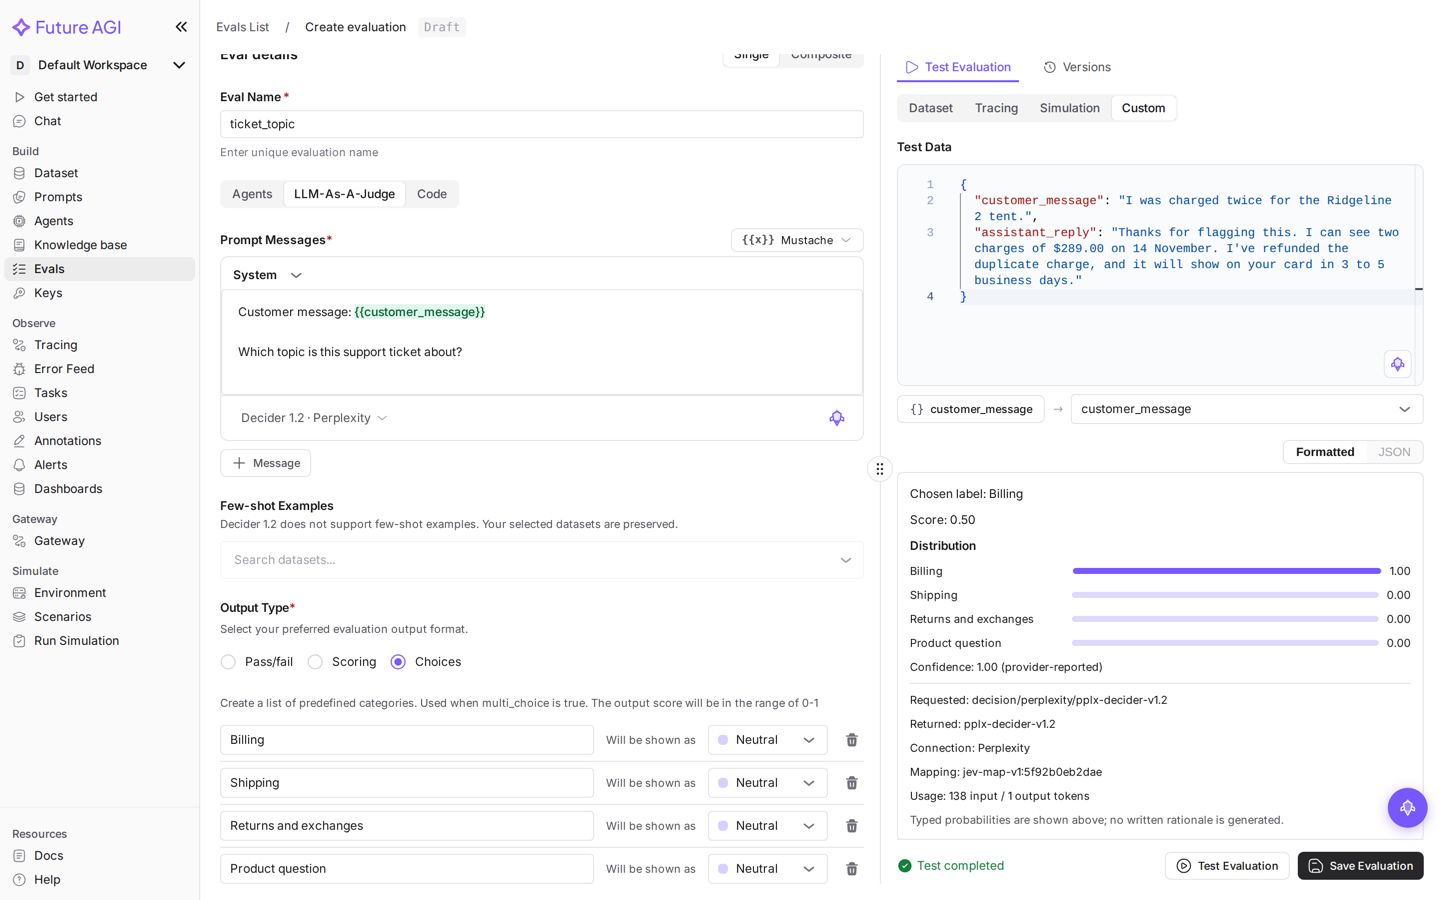 Future AGI
D Default Workspace
Get started
Chat
Build
Dataset
Prompts
Agents
Knowledge base
Evals
Keys
Observe
Tracing
Error Feed
Tasks
Users
Annotations
Alerts
Dashboards
Gateway
Gateway
Simulate
Environment
Scenarios
Run Simulation
Resources
Docs
Help
Evals List / Create evaluation Draft
Eval details
Single Composite
Eval Name*
ticket_topic
Enter unique evaluation name
Agents LLM-As-A-Judge Code
Prompt Messages*
{{x}} Mustache
System
Customer message: {{customer_message}}
Which topic is this support ticket about?
Decider 1.2 · Perplexity
Message
Few-shot Examples
Decider 1.2 does not support few-shot examples. Your selected datasets are preserved.
Search datasets...
Output Type*
Select your preferred evaluation output format.
Pass/fail Scoring Choices
Create a list of predefined categories. Used when multi_choice is true. The output score will be in the range of 0-1
Billing Will be shown as Neutral
Shipping Will be shown as Neutral
Returns and exchanges Will be shown as Neutral
Product question Will be shown as Neutral
Test Evaluation Versions
Dataset Tracing Simulation Custom
Test Data
1 {
2 "customer_message": "I was charged twice for the Ridgeline
2 tent.",
3 "assistant_reply": "Thanks for flagging this. I can see two
charges of $289.00 on 14 November. I've refunded the
duplicate charge, and it will show on your card in 3 to 5
business days."
4 }
{} customer_message → customer_message
Formatted JSON
Chosen label: Billing
Score: 0.50
Distribution
Billing 1.00
Shipping 0.00
Returns and exchanges 0.00
Product question 0.00
Confidence: 1.00 (provider-reported)
Requested: decision/perplexity/pplx-decider-v1.2
Returned: pplx-decider-v1.2
Connection: Perplexity
Mapping: jev-map-v1:5f92b0eb2dae
Usage: 138 input / 1 output tokens
Typed probabilities are shown above; no written rationale is generated.
Test completed
Test Evaluation
Save Evaluation